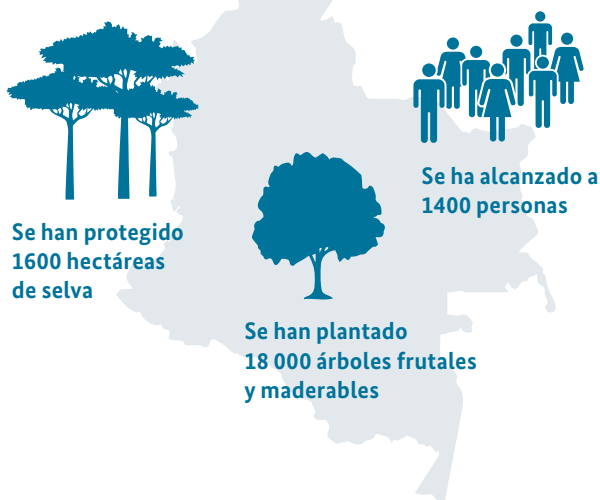 Se han protegido
1600 hectáreas
de selva
Se han plantado
18 000 árboles frutales
y maderables
Se ha alcanzado a
1400 personas